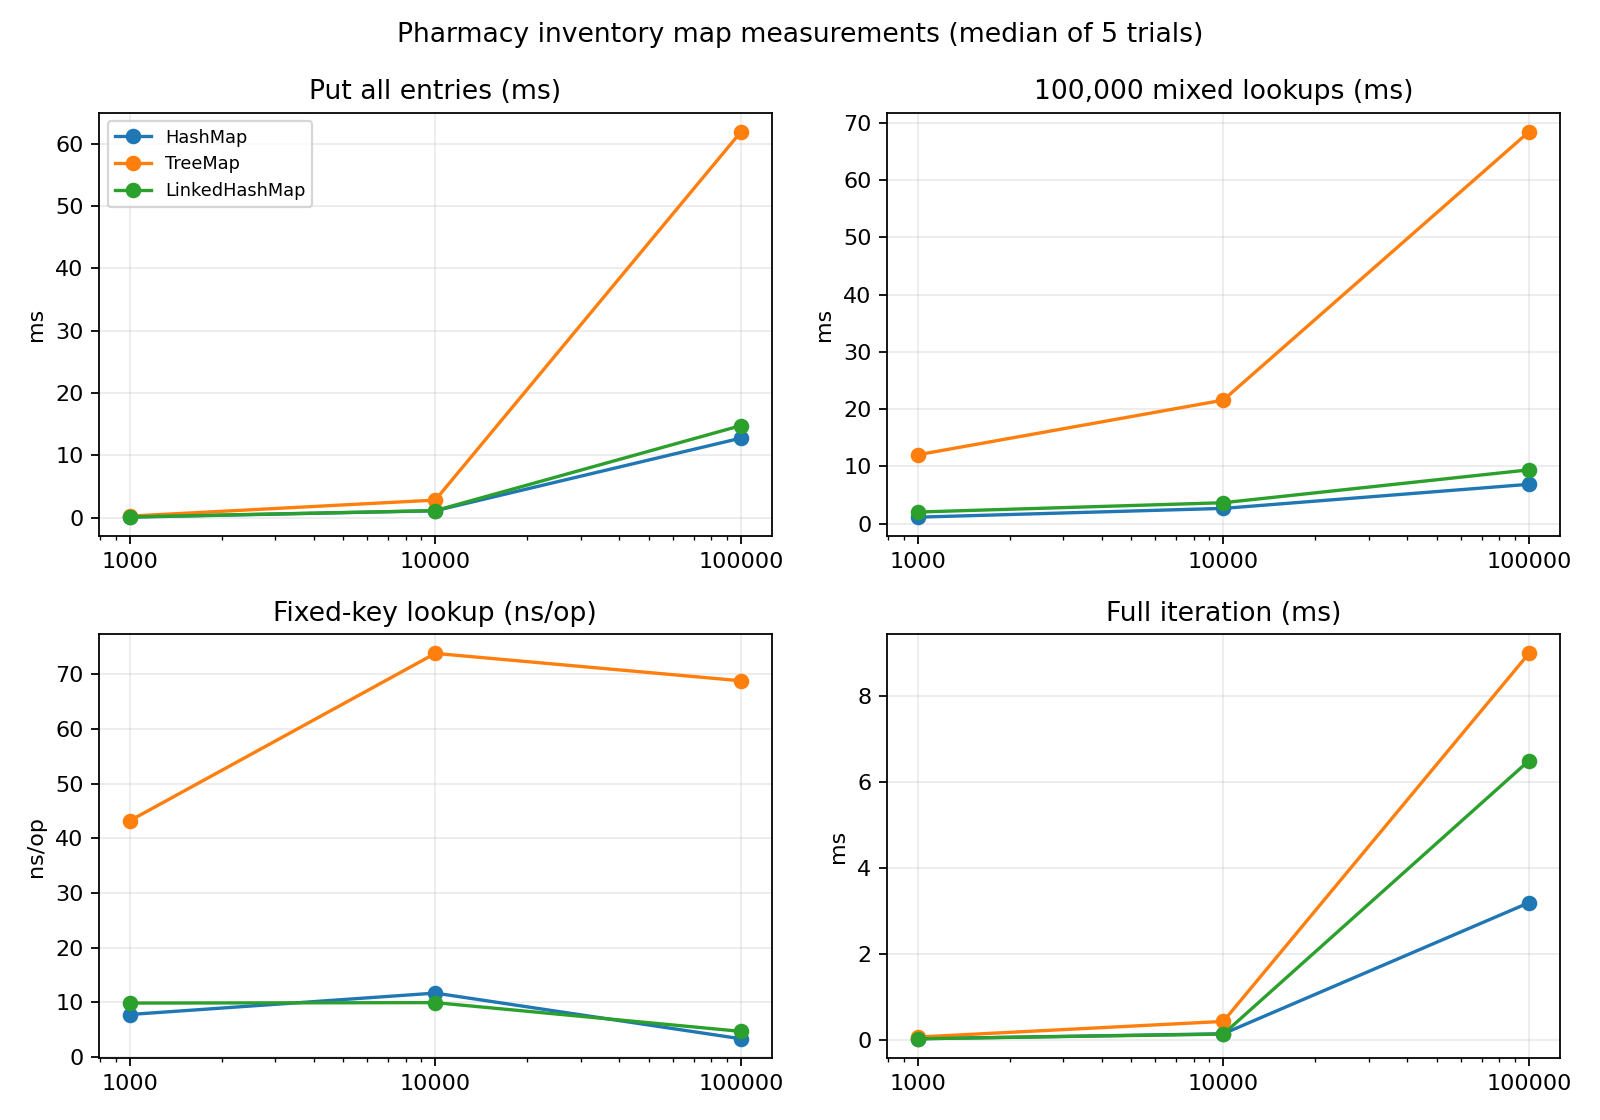 Pharmacy inventory map measurements (median of 5 trials)
Put all entries (ms)
ms
60
50
40
30
20
10
0
HashMap
TreeMap
LinkedHashMap
1000 10000 100000
100,000 mixed lookups (ms)
ms
70
60
50
40
30
20
10
0
1000 10000 100000
Fixed-key lookup (ns/op)
ns/op
70
60
50
40
30
20
10
0
1000 10000 100000
Full iteration (ms)
ms
8
6
4
2
0
1000 10000 100000